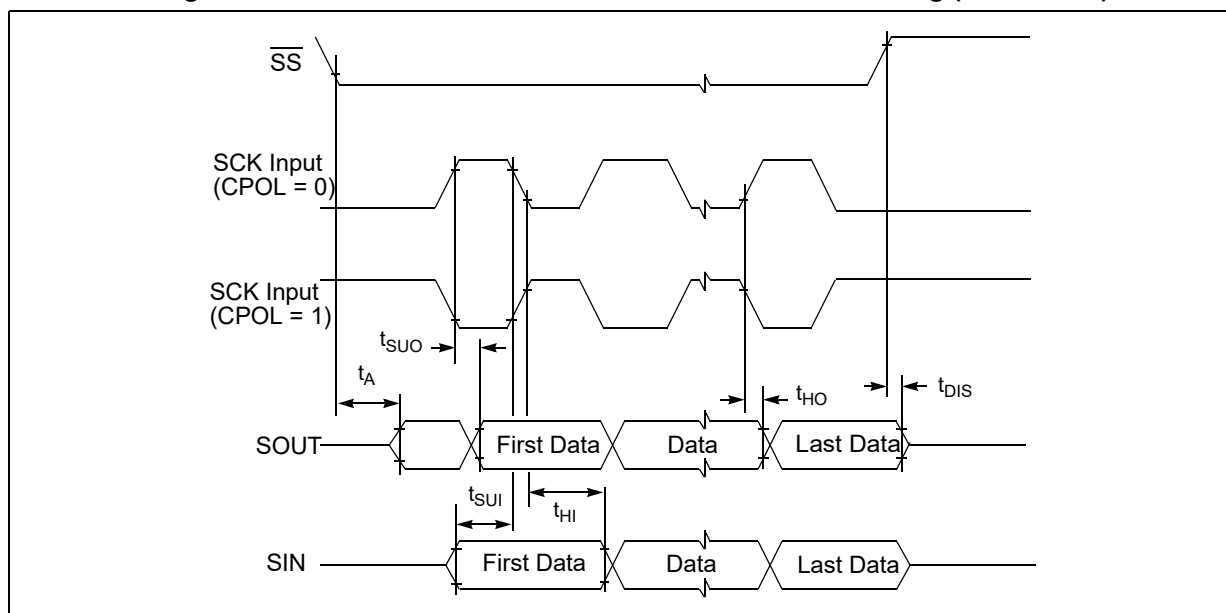 SS
SCK Input
(CPOL = 0)
SCK Input
(CPOL = 1)
tSUO
tA
tHO
tDIS
SOUT
First Data
Data
Last Data
tSUI
tHI
SIN
First Data
Data
Last Data